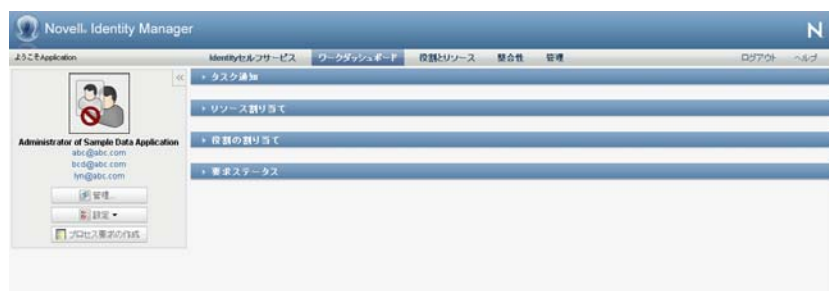 Novell. Identity Manager
N
ようこそApplication
Identityセルフサービス ワークダッシュボード 役割とリソース 整合性 管理 ログアウト ヘルプ
タスク通知
リソース割り当て
役割の割り当て
要求ステータス
Administrator of Sample Data Application
abc@abc.com
bcd@abc.com
lyn@abc.com
管理...
設定
プロセス要求の作成